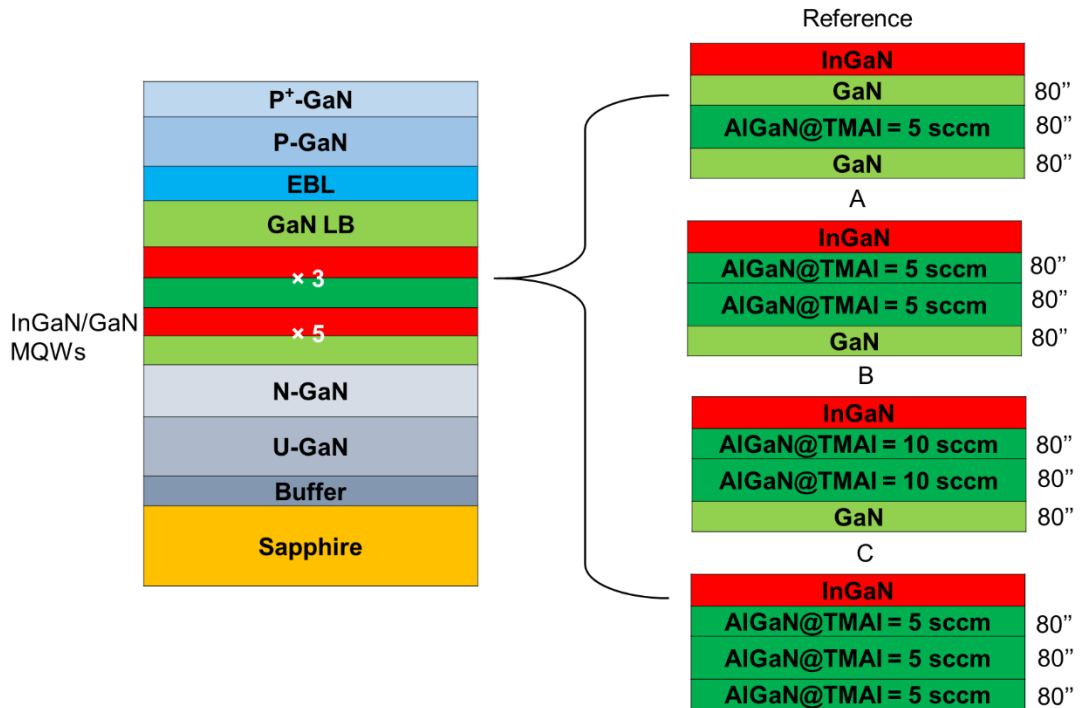 P⁺-GaN
P-GaN
EBL
GaN LB
× 3
× 5
InGaN/GaN
MQWs
N-GaN
U-GaN
Buffer
Sapphire
Reference
InGaN
GaN 80’’
AlGaN@TMAl = 5 sccm 80’’
GaN 80’’
A
InGaN
AlGaN@TMAl = 5 sccm 80’’
AlGaN@TMAl = 5 sccm 80’’
GaN 80’’
B
InGaN
AlGaN@TMAl = 10 sccm 80’’
AlGaN@TMAl = 10 sccm 80’’
GaN 80’’
C
InGaN
AlGaN@TMAl = 5 sccm 80’’
AlGaN@TMAl = 5 sccm 80’’
AlGaN@TMAl = 5 sccm 80’’